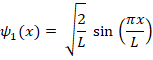 ψ₁(x) = √(2/L) sin (πx/L)